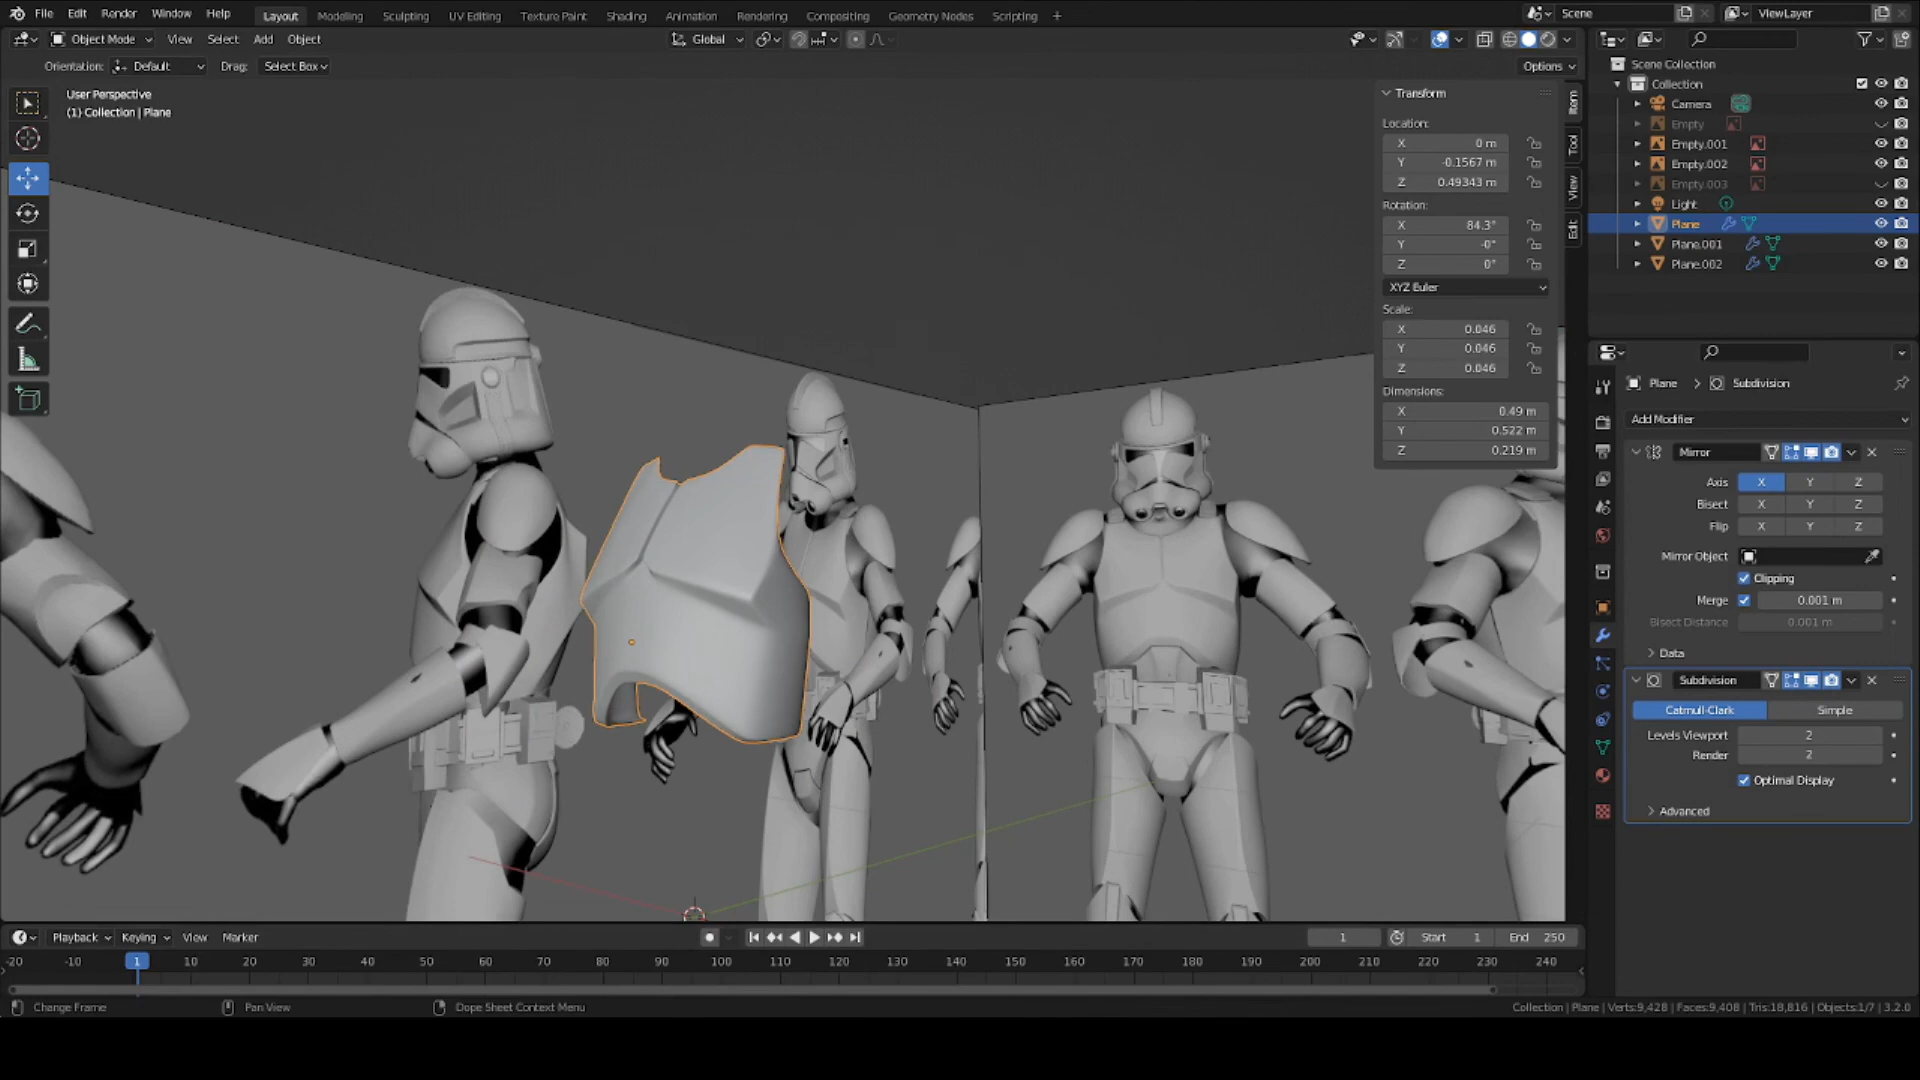 File Edit Render Window Help Layout Modeling Sculpting UV Editing Texture Paint Shading Animation Rendering Compositing Geometry Nodes Scripting + Scene ViewLayer
Object Mode View Select Add Object Global
Orientation: Default Drag: Select Box Options
User Perspective
(1) Collection | Plane
Transform
Location:
X 0 m
Y -0.1567 m
Z 0.49343 m
Rotation:
X 84.3°
Y -0°
Z 0°
XYZ Euler
Scale:
X 0.046
Y 0.046
Z 0.046
Dimensions:
X 0.49 m
Y 0.522 m
Z 0.219 m
Item
Tool
View
Edit
Scene Collection
Collection
Camera
Empty
Empty.001
Empty.002
Empty.003
Light
Plane
Plane.001
Plane.002
Plane > Subdivision
Add Modifier
Mirror
Axis X Y Z
Bisect X Y Z
Flip X Y Z
Mirror Object
Clipping
Merge 0.001 m
Bisect Distance 0.001 m
Data
Subdivision
Catmull-Clark Simple
Levels Viewport 2
Render 2
Optimal Display
Advanced
Playback Keying View Marker 1 Start 1 End 250
-20 -10 1 10 20 30 40 50 60 70 80 90 100 110 120 130 140 150 160 170 180 190 200 210 220 230 240
Change Frame Pan View Dope Sheet Context Menu Collection | Plane | Verts:9,428 | Faces:9,408 | Tris:18,816 | Objects:1/7 | 3.2.0